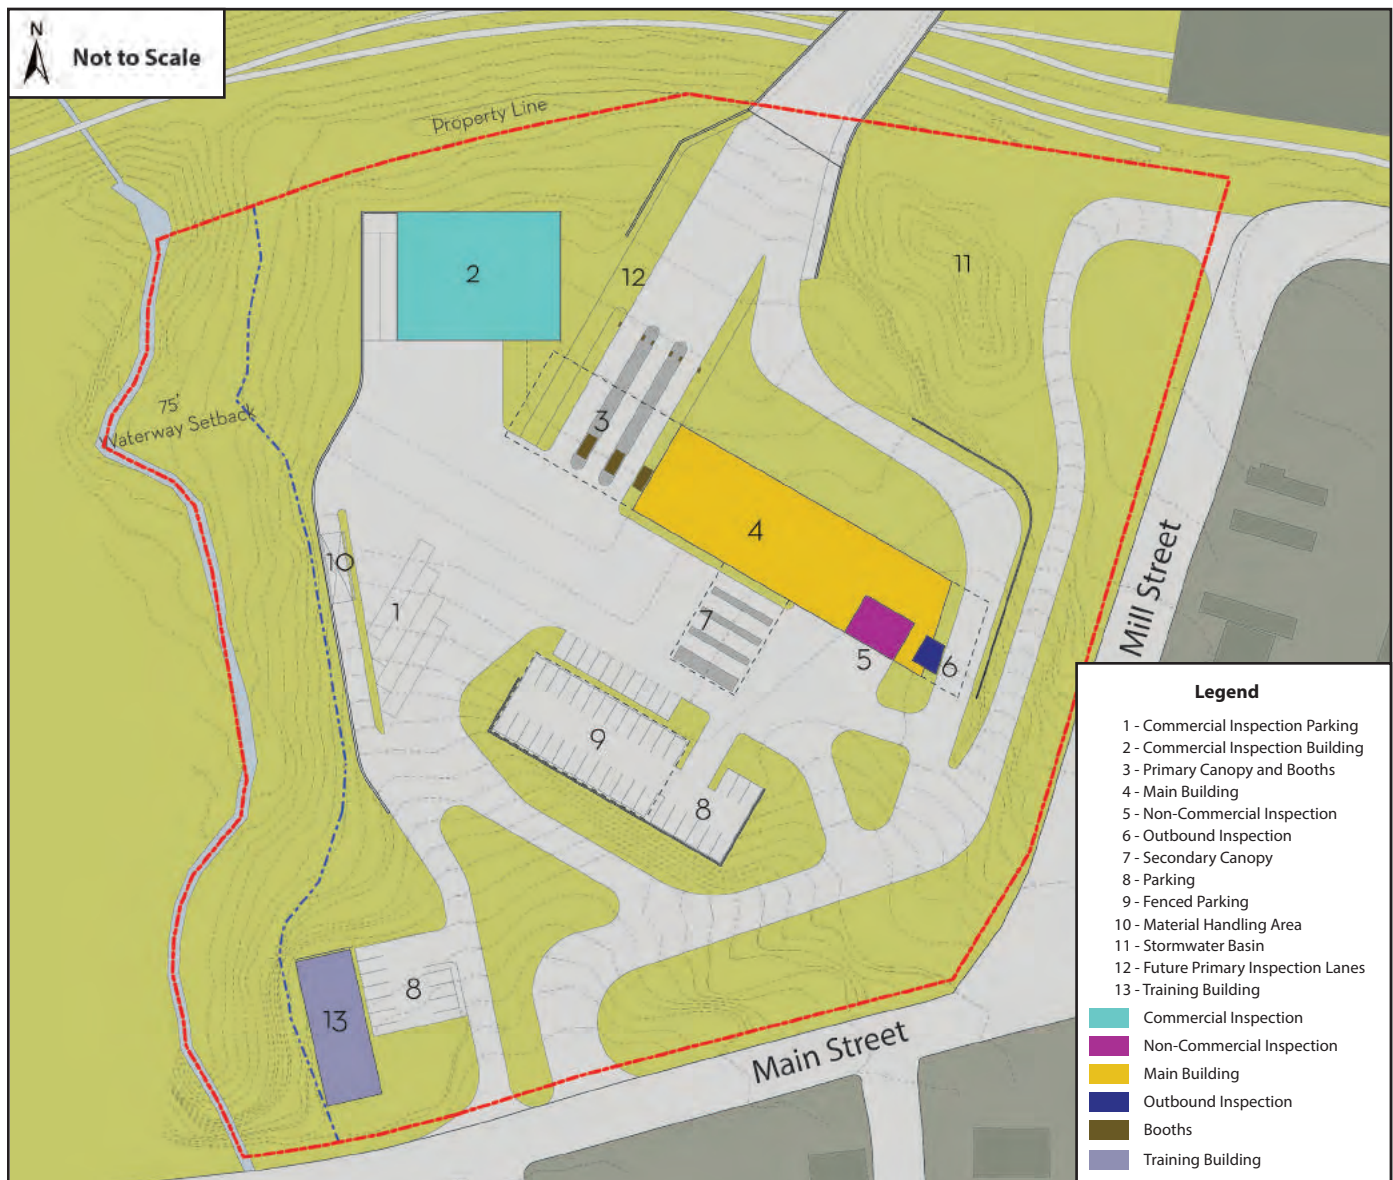 N
Not to Scale
Property Line
2
12
11
75'
Waterway Setback
3
4
10
1
7
5
6
9
8
8
13
Mill Street
Main Street
Legend
1 - Commercial Inspection Parking
2 - Commercial Inspection Building
3 - Primary Canopy and Booths
4 - Main Building
5 - Non-Commercial Inspection
6 - Outbound Inspection
7 - Secondary Canopy
8 - Parking
9 - Fenced Parking
10 - Material Handling Area
11 - Stormwater Basin
12 - Future Primary Inspection Lanes
13 - Training Building
Commercial Inspection
Non-Commercial Inspection
Main Building
Outbound Inspection
Booths
Training Building